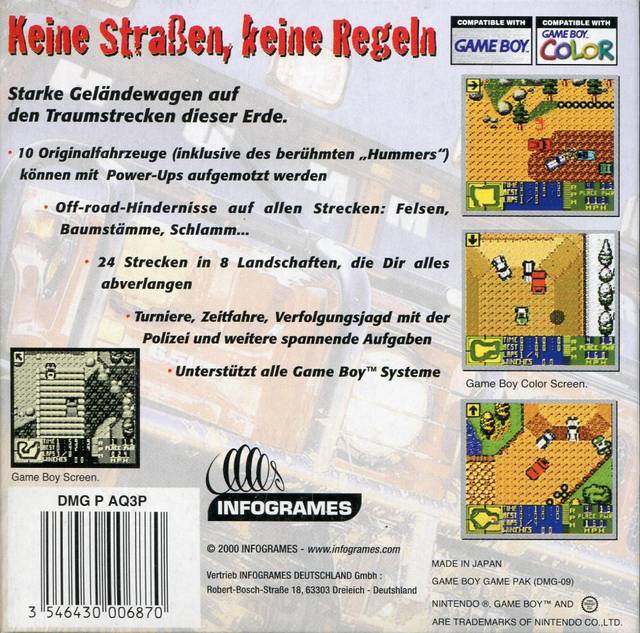 Keine Straßen, keine Regeln
COMPATIBLE WITH
GAME BOY
COMPATIBLE WITH
GAME BOY
COLOR
Starke Geländewagen auf
den Traumstrecken dieser Erde.
· 10 Originalfahrzeuge (inklusive des berühmten „Hummers“)
können mit Power-Ups aufgemotzt werden
· Off-road-Hindernisse auf allen Strecken: Felsen,
Baumstämme, Schlamm...
· 24 Strecken in 8 Landschaften, die Dir alles
abverlangen
· Turniere, Zeitfahre, Verfolgungsjagd mit der
Polizei und weitere spannende Aufgaben
· Unterstützt alle Game Boy™ Systeme
Game Boy Color Screen.
Game Boy Screen.
DMG P AQ3P
3 546430 006870
INFOGRAMES
© 2000 INFOGRAMES - www.infogrames.com
Vertrieb INFOGRAMES DEUTSCHLAND Gmbh :
Robert-Bosch-Straße 18, 63303 Dreieich - Deutshland
MADE IN JAPAN
GAME BOY GAME PAK (DMG-09)
NINTENDO ®, GAME BOY™ AND
ARE TRADEMARKS OF NINTENDO CO.,LTD.